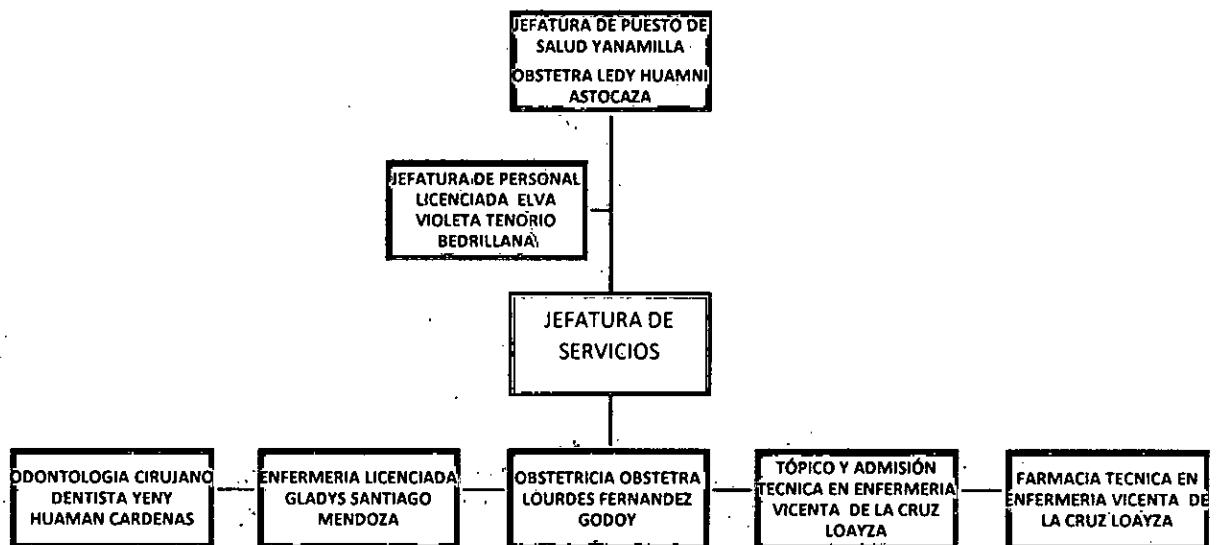 JEFATURA DE PUESTO DE
SALUD YANAMILLA
OBSTETRA LEDY HUAMNI
ASTOCAZA
JEFATURA DE PERSONAL
LICENCIADA ELVA
VIOLETA TENORIO
BEDRILLANA
JEFATURA DE
SERVICIOS
ODONTOLOGIA CIRUJANO
DENTISTA YENY
HUAMAN CARDENAS
ENFERMERIA LICENCIADA
GLADYS SANTIAGO
MENDOZA
OBSTETRICIA OBSTETRA
LOURDES FERNANDEZ
GODOY
TÓPICO Y ADMISIÓN
TECNICA EN ENFERMERIA
VICENTA DE LA CRUZ
LOAYZA
FARMACIA TECNICA EN
ENFERMERIA VICENTA DE
LA CRUZ LOAYZA